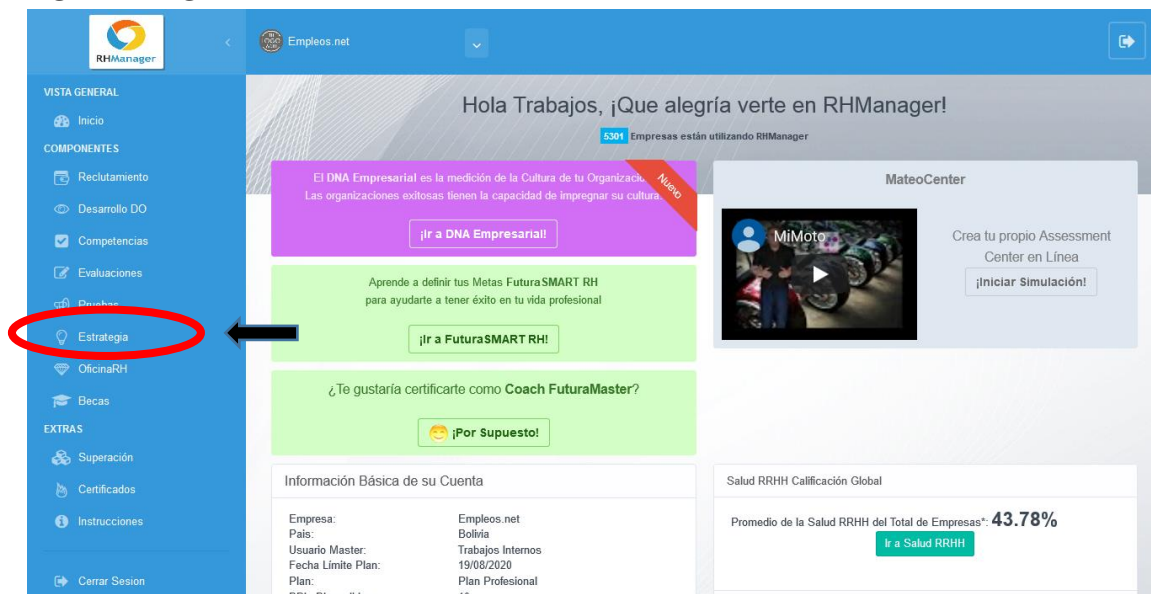 RHManager
Empleos.net
VISTA GENERAL
Inicio
COMPONENTES
Reclutamiento
Desarrollo DO
Competencias
Evaluaciones
Pruebas
Estrategia
OficinaRH
Becas
EXTRAS
Superación
Certificados
Instrucciones
Cerrar Sesion
Hola Trabajos, ¡Que alegría verte en RHManager!
5301 Empresas están utilizando RHManager
El DNA Empresarial es la medición de la Cultura de tu
Las organizaciones exitosas tienen la capacidad de impregnar su cultura
Nuevo
¡Ir a DNA Empresarial!
Aprende a definir tus Metas FuturaSMART RH
para ayudarte a tener éxito en tu vida profesional
¡Ir a FuturaSMART RH!
¿Te gustaría certificarte como Coach FuturaMaster?
¡Por Supuesto!
MateoCenter
MiMoto
Crea tu propio Assessment
Center en Línea
¡Iniciar Simulación!
Información Básica de su Cuenta
Empresa: Empleos.net
Pais: Bolivia
Usuario Master: Trabajos Internos
Fecha Límite Plan: 19/08/2020
Plan: Plan Profesional
Salud RRHH Calificación Global
Promedio de la Salud RRHH del Total de Empresas*: 43.78%
Ir a Salud RRHH